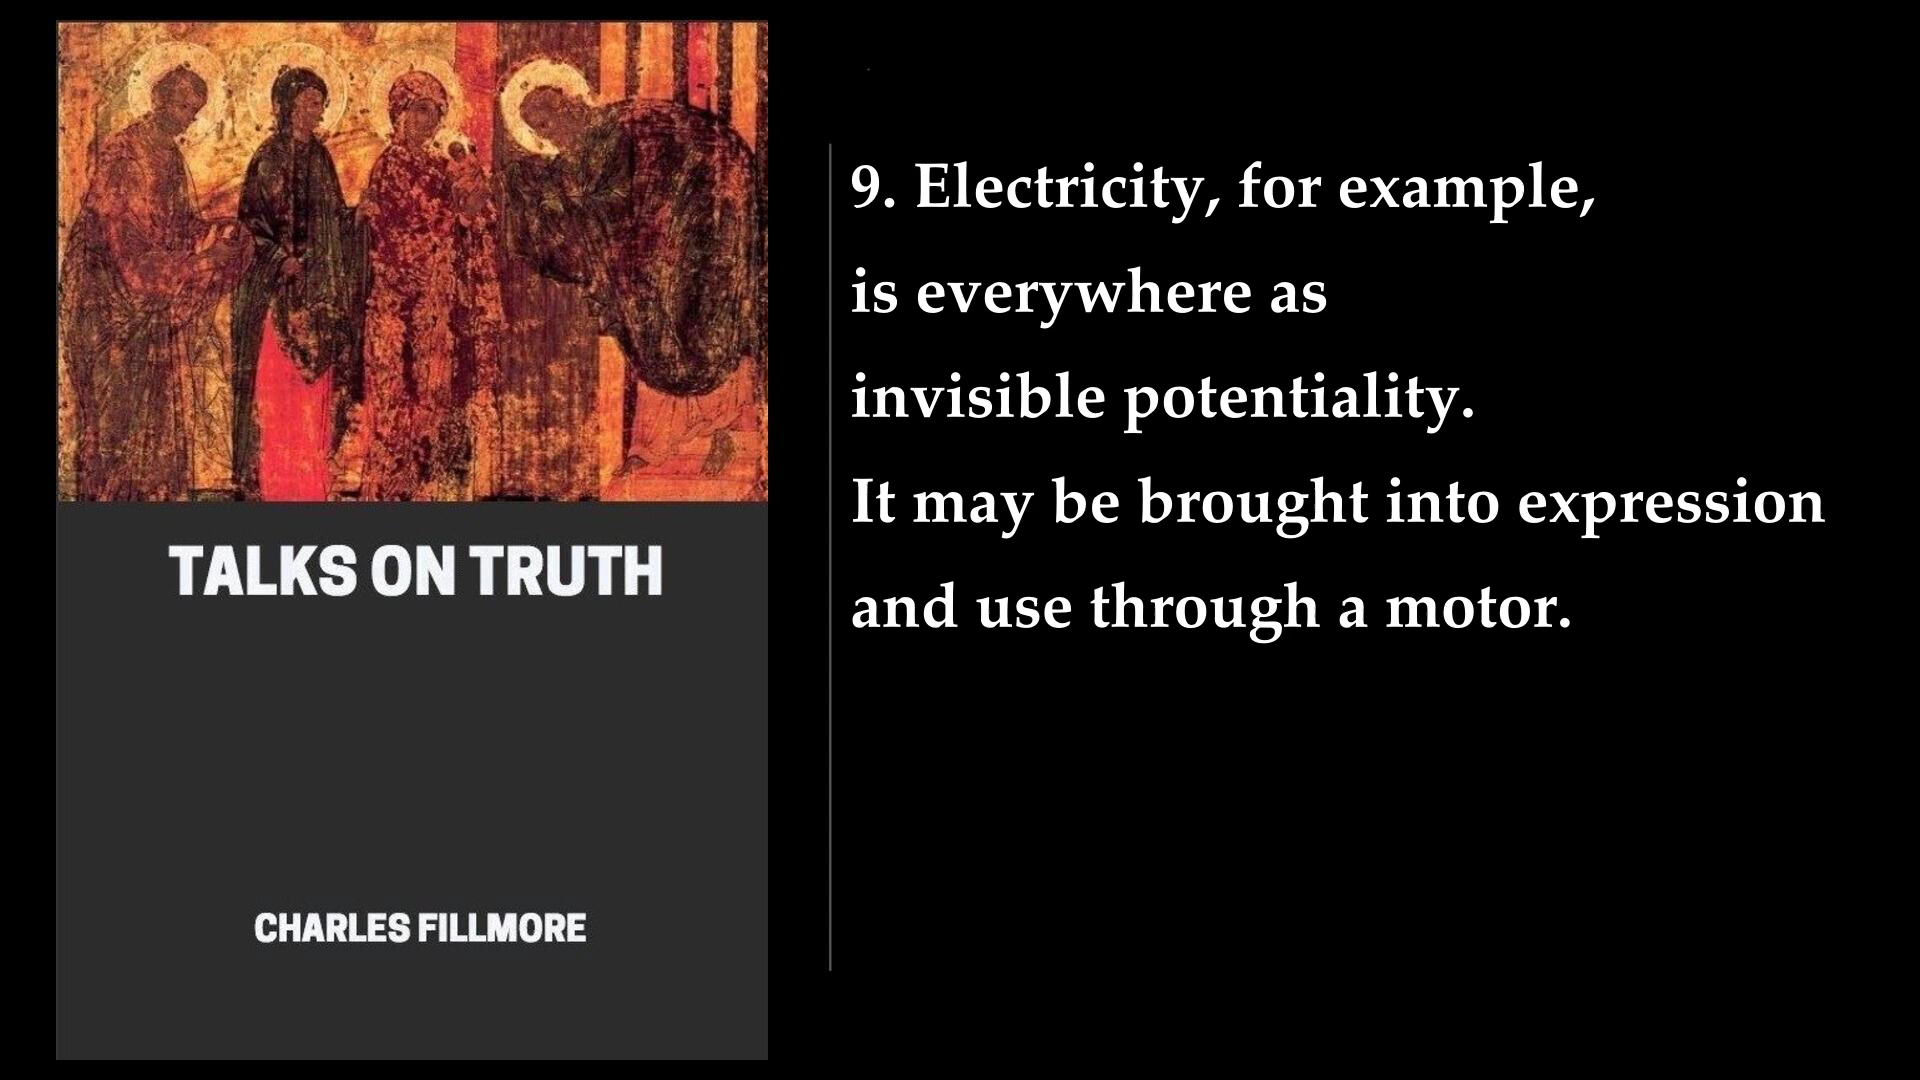 TALKS ON TRUTH
CHARLES FILLMORE
9. Electricity, for example,
is everywhere as
invisible potentiality.
It may be brought into expression
and use through a motor.